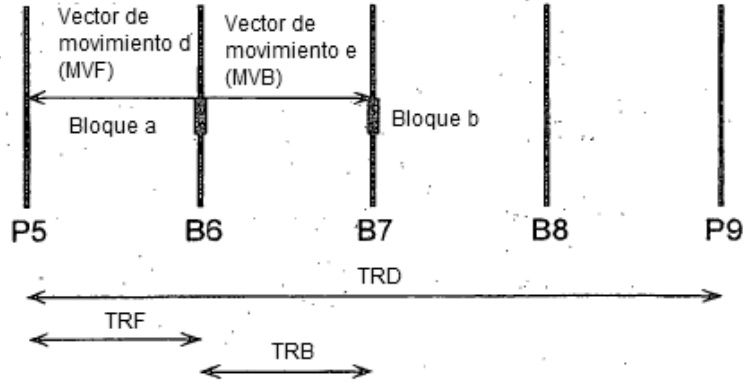 Vector de
movimiento d
(MVF)
Vector de
movimiento e
(MVB)
Bloque a
Bloque b
P5
B6
B7
B8
P9
TRD
TRF
TRB